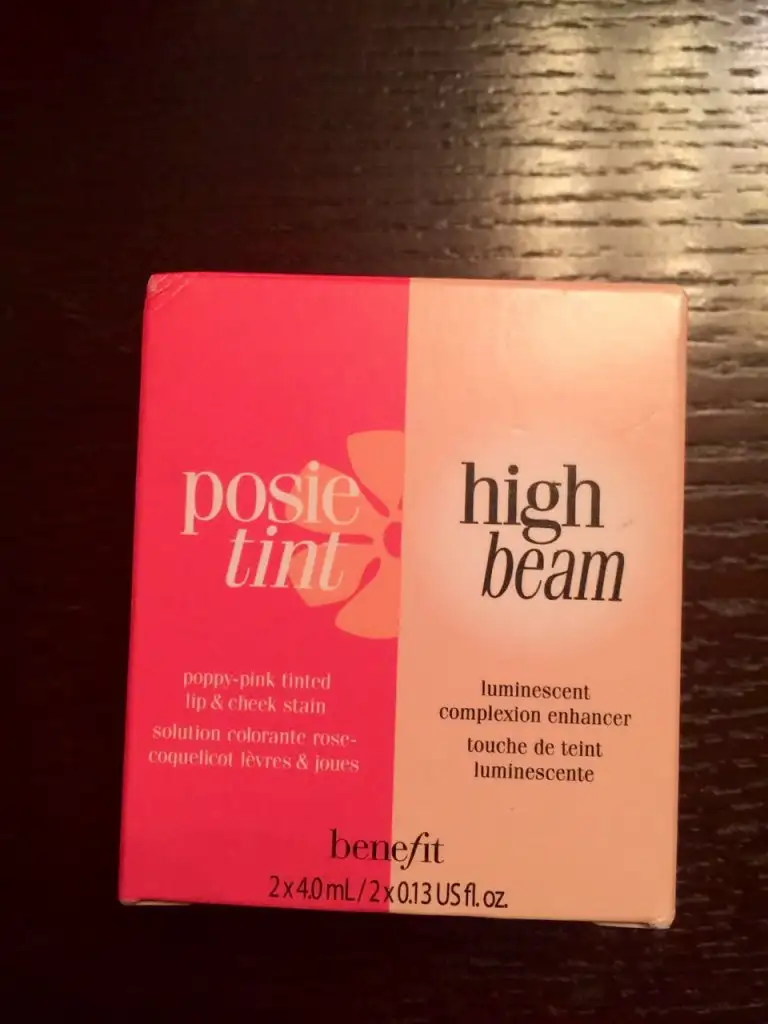 posie
tint
poppy-pink tinted
lip & cheek stain
solution colorante rose-
coquelicot lèvres & joues
high
beam
luminescent
complexion enhancer
touche de teint
luminescente
benefit
2 x 4.0 mL / 2 x 0.13 US fl. oz.